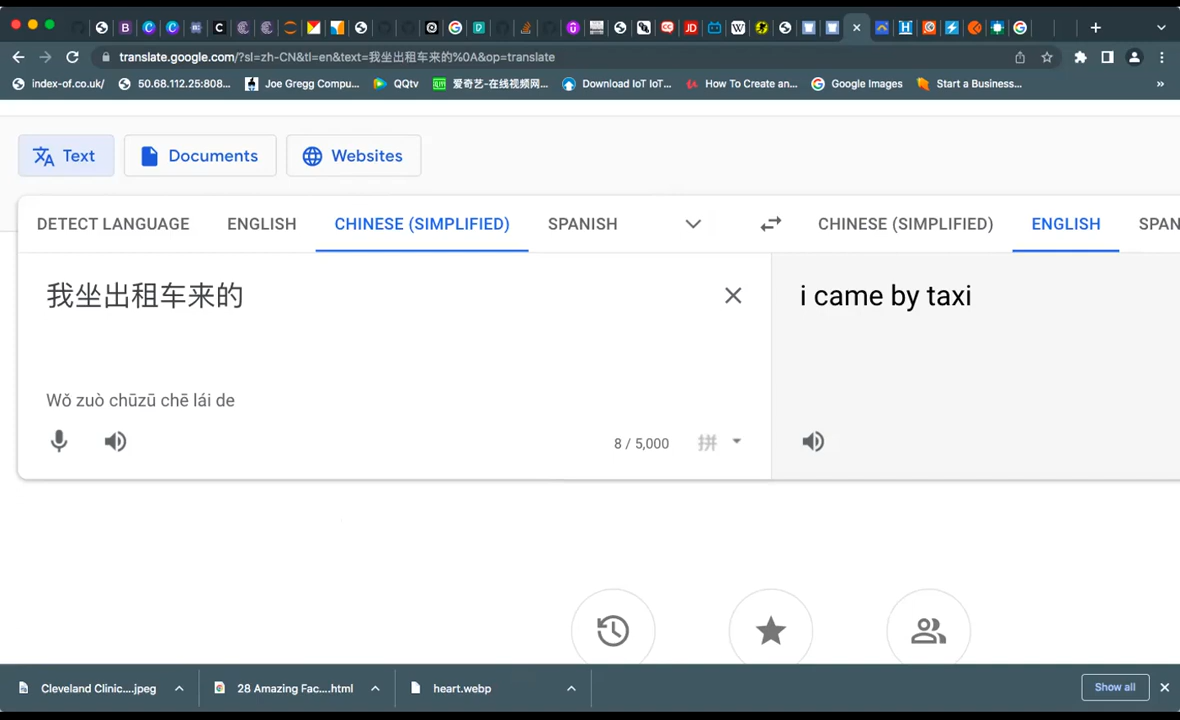 translate.google.com/?sl=zh-CN&tl=en&text=我坐出租车来的%0A&op=translate
index-of.co.uk/ 50.68.112.25:808... Joe Gregg Compu... QQtv 爱奇艺-在线视频网... Download IoT IoT... How To Create an... Google Images Start a Business... »
Text Documents Websites
DETECT LANGUAGE ENGLISH CHINESE (SIMPLIFIED) SPANISH CHINESE (SIMPLIFIED) ENGLISH SPAN
我坐出租车来的 i came by taxi
Wǒ zuò chūzū chē lái de
8 / 5,000 拼
Cleveland Clinic....jpeg 28 Amazing Fac....html heart.webp Show all